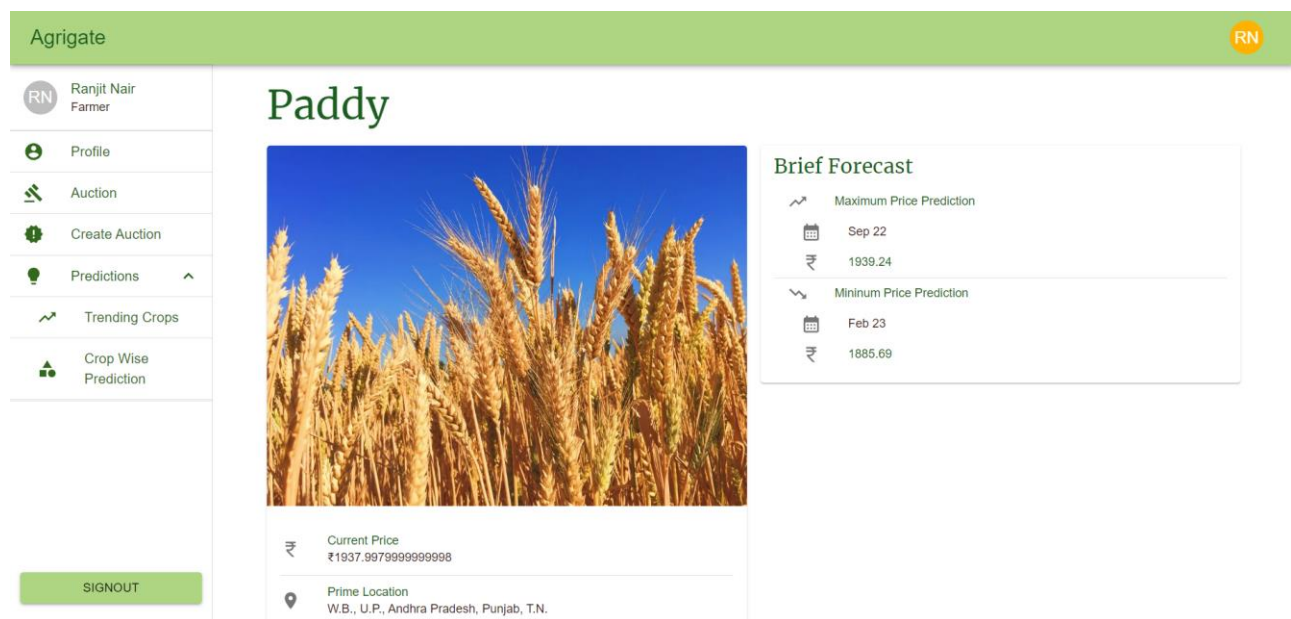 Agrigate
RN
RN
Ranjit Nair
Farmer
Profile
Auction
Create Auction
Predictions
Trending Crops
Crop Wise
Prediction
SIGNOUT
Paddy
Current Price
₹1937.9979999999998
Prime Location
W.B., U.P., Andhra Pradesh, Punjab, T.N.
Brief Forecast
Maximum Price Prediction
Sep 22
₹ 1939.24
Mininum Price Prediction
Feb 23
₹ 1885.69